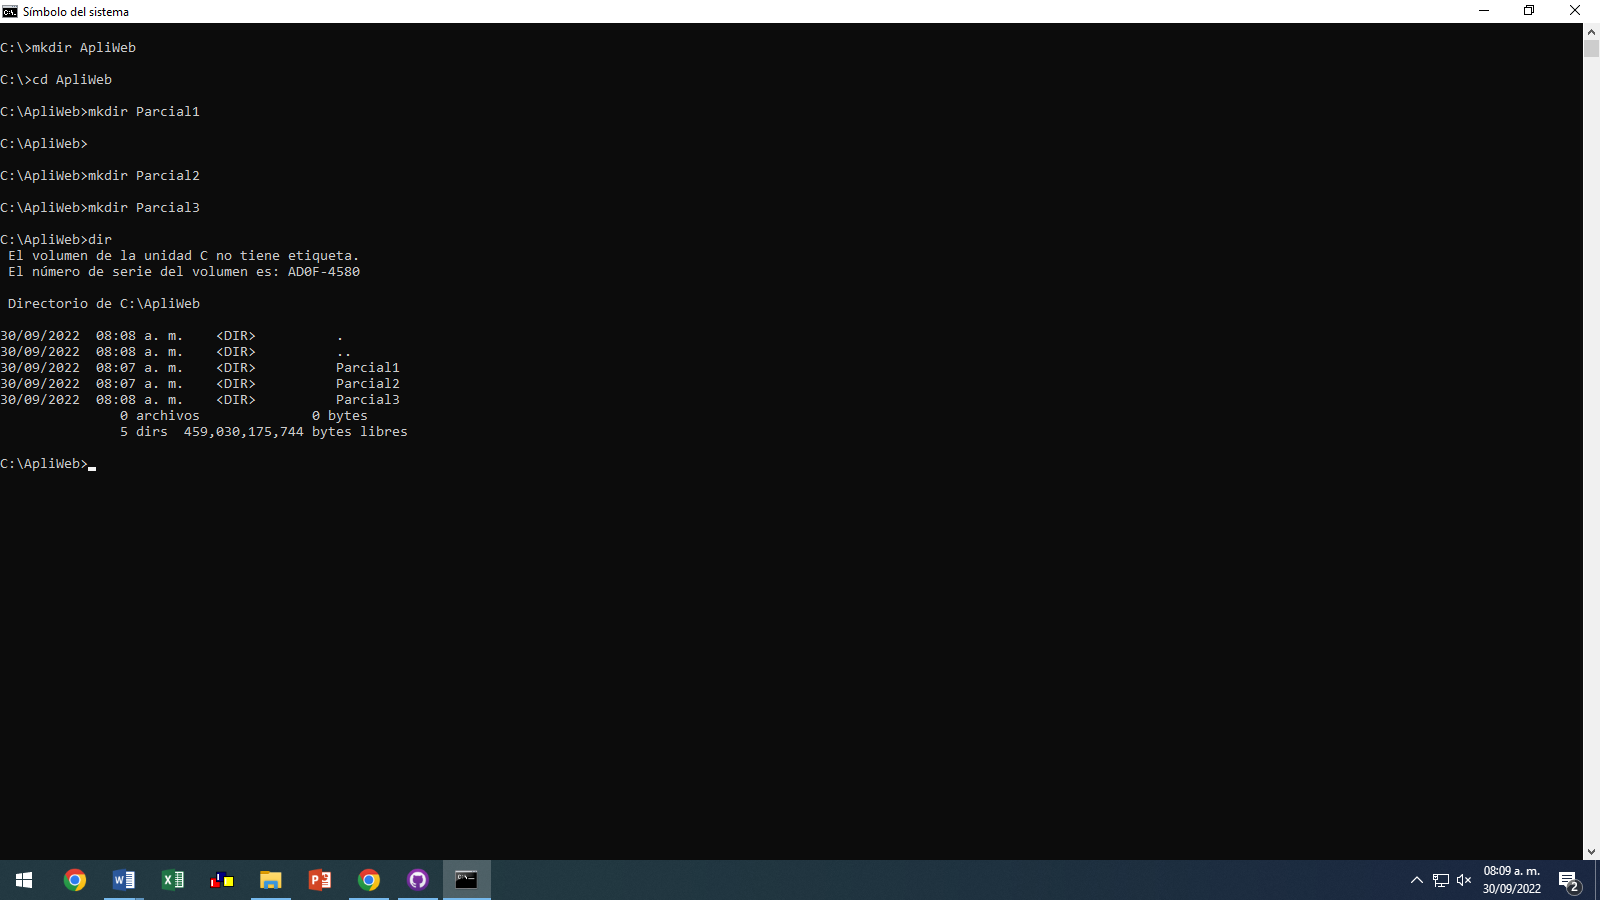 Símbolo del sistema
C:\>mkdir ApliWeb
C:\>cd ApliWeb
C:\ApliWeb>mkdir Parcial1
C:\ApliWeb>
C:\ApliWeb>mkdir Parcial2
C:\ApliWeb>mkdir Parcial3
C:\ApliWeb>dir
 El volumen de la unidad C no tiene etiqueta.
 El número de serie del volumen es: AD0F-4580
 Directorio de C:\ApliWeb
30/09/2022  08:08 a. m.    <DIR>          .
30/09/2022  08:08 a. m.    <DIR>          ..
30/09/2022  08:07 a. m.    <DIR>          Parcial1
30/09/2022  08:07 a. m.    <DIR>          Parcial2
30/09/2022  08:08 a. m.    <DIR>          Parcial3
               0 archivos              0 bytes
               5 dirs  459,030,175,744 bytes libres
C:\ApliWeb>
08:09 a. m.
30/09/2022
2